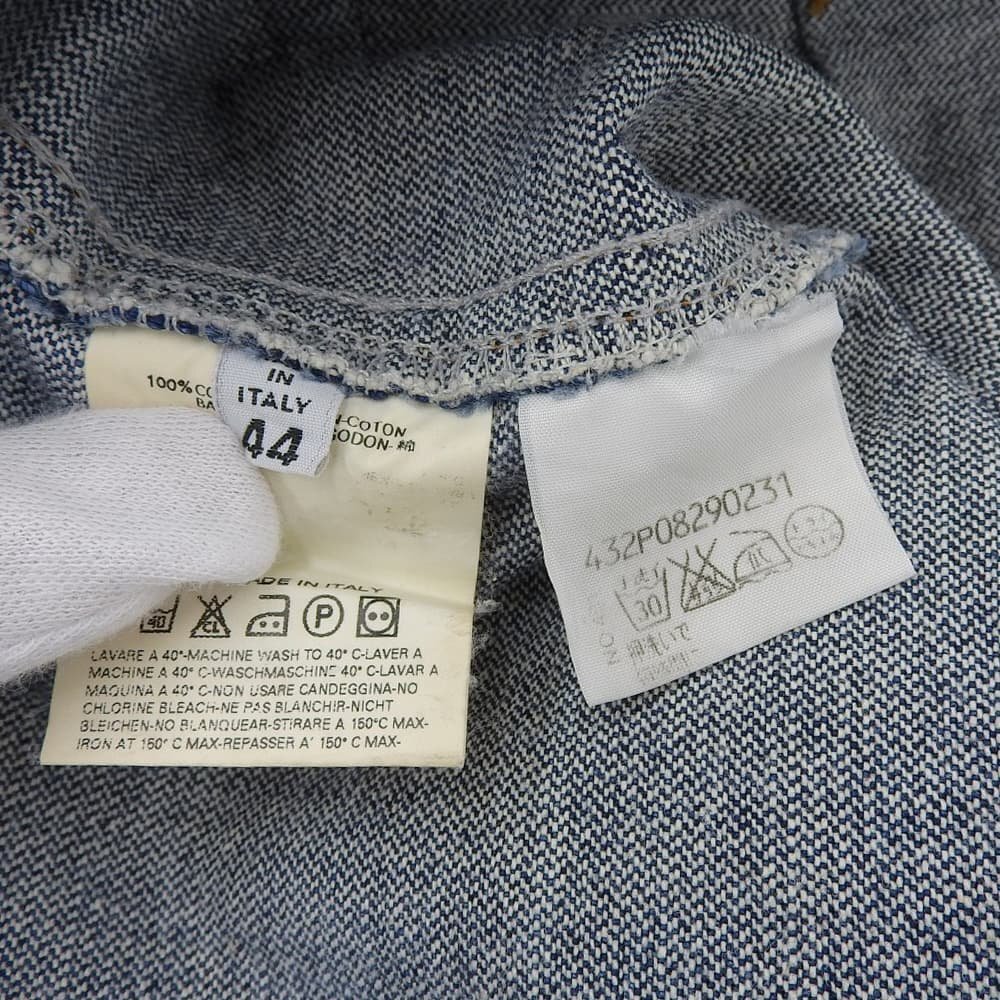 IN
ITALY
44
100%
-COTON
ODON-綿
ADE IN ITALY
40 CL P
LAVARE A 40°-MACHINE WASH TO 40° C-LAVER A
MACHINE A 40° C-WASCHMASCHINE 40° C-LAVAR A
MAQUINA A 40° C-NON USARE CANDEGGINA-NO
CHLORINE BLEACH-NE PAS BLANCHIR-NICHT
BLEICHEN-NO BLANQUEAR-STIRARE A 150°C MAX-
IRON AT 150° C MAX-REPASSER A' 150° C MAX-
432P08290231
30